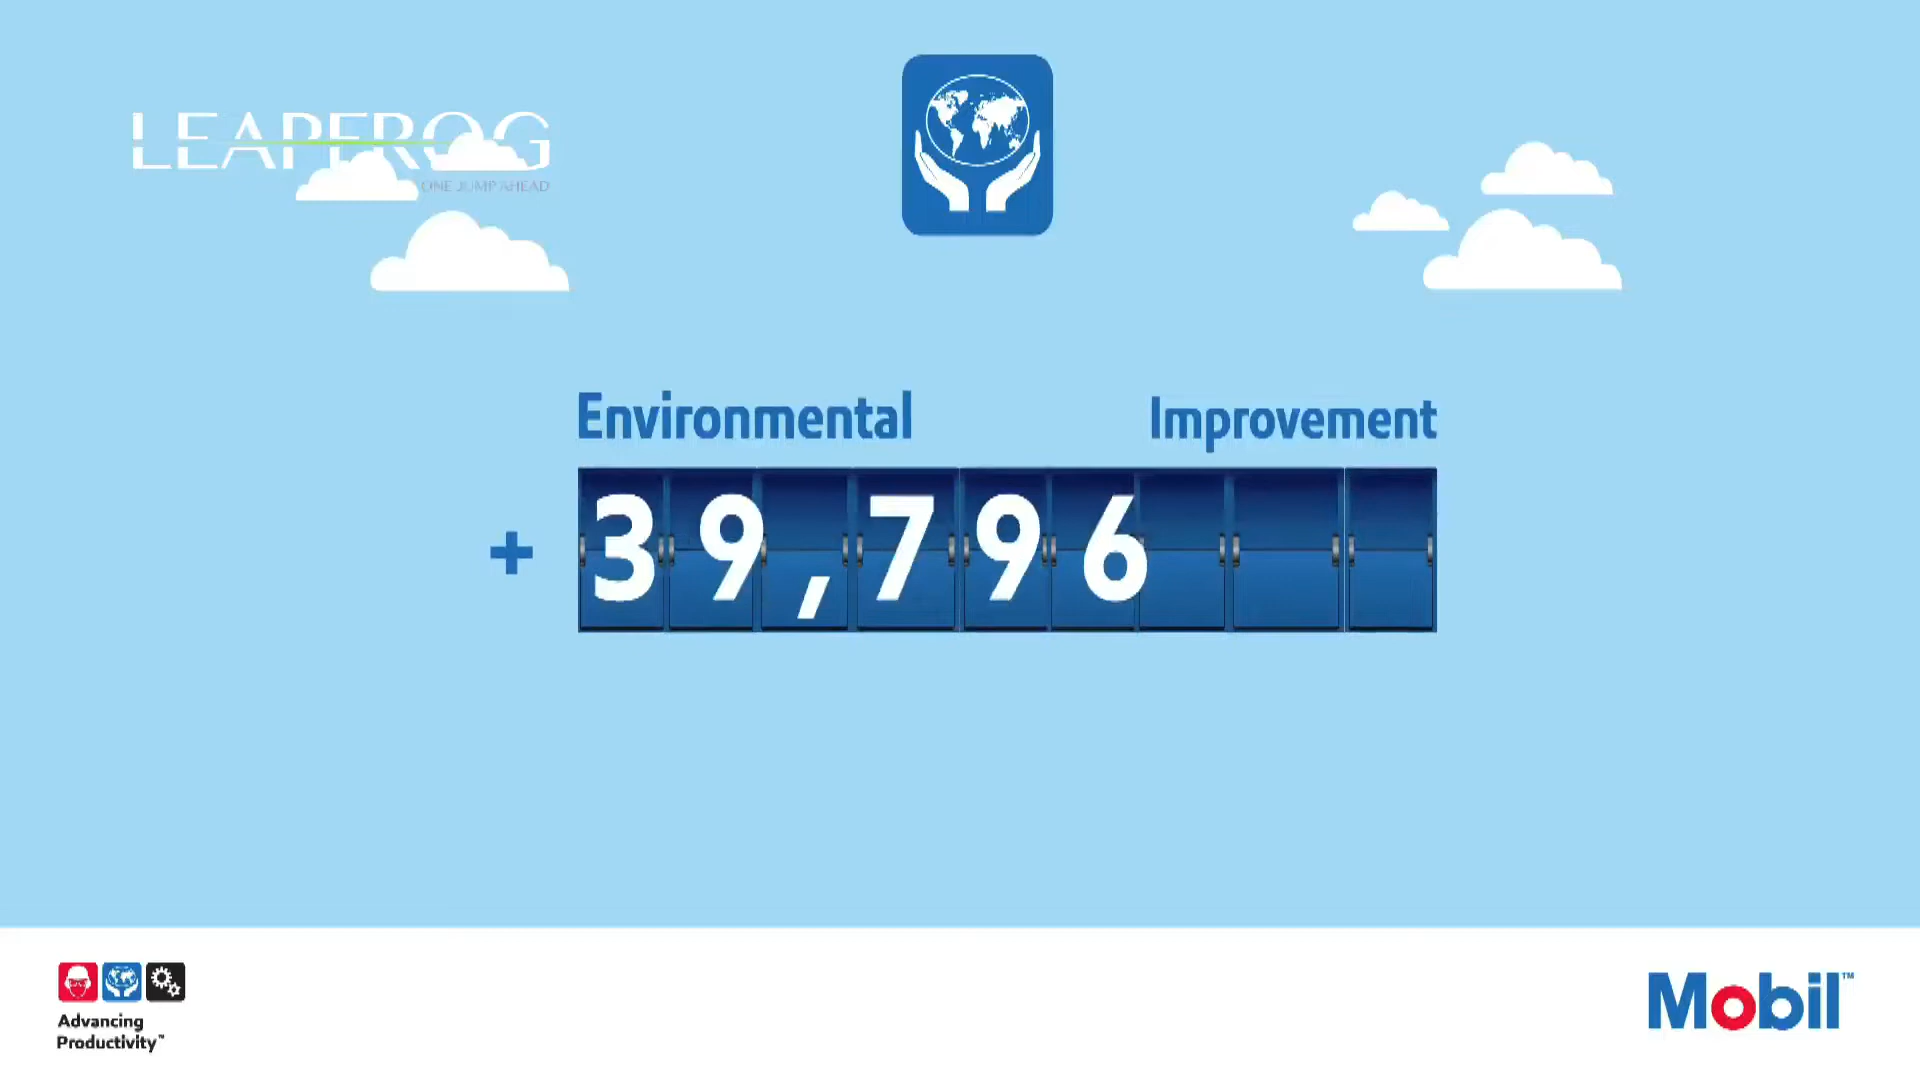 LEAPFROG
ONE JUMP AHEAD
Environmental Improvement
+ 39,796
Advancing
Productivity™
Mobil™